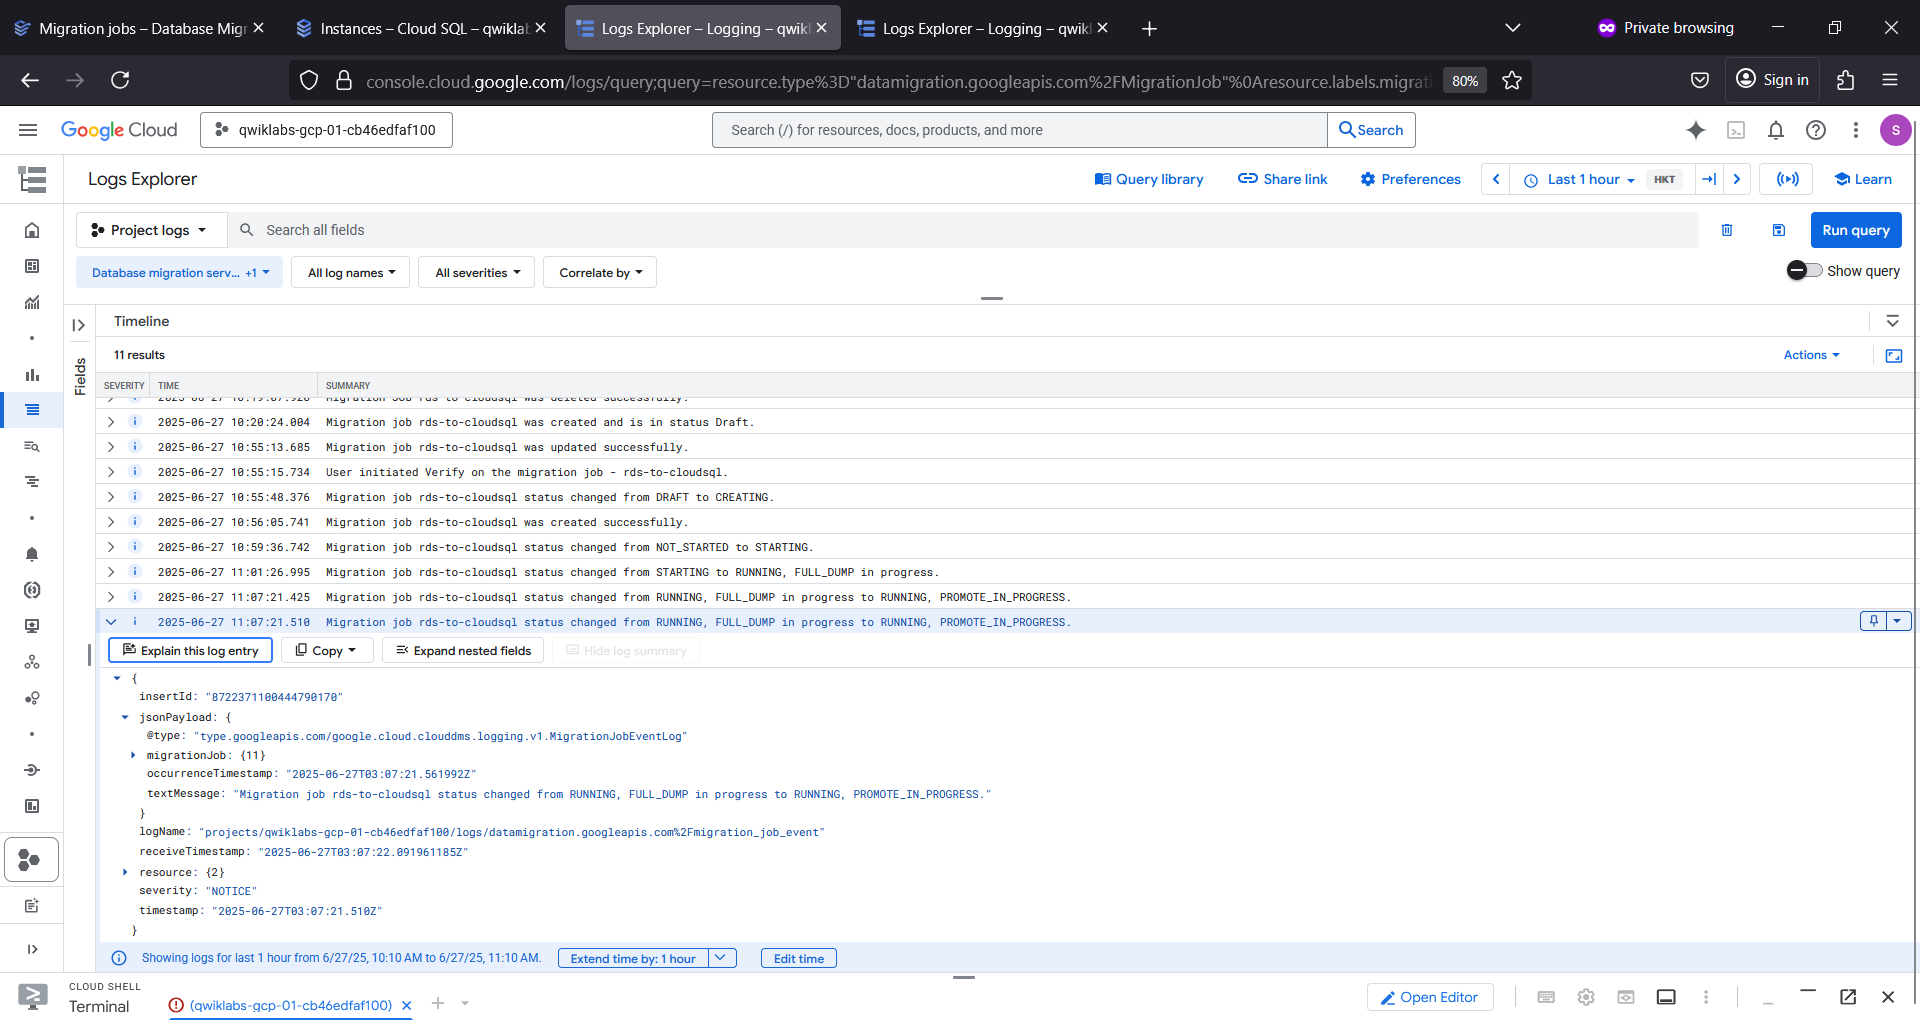 Migration jobs – Database Migr
Instances – Cloud SQL – qwiklab
Logs Explorer – Logging – qwikl
Logs Explorer – Logging – qwikl
Private browsing
console.cloud.google.com/logs/query;query=resource.type%3D"datamigration.googleapis.com%2FMigrationJob"%0Aresource.labels.migrati
80%
Sign in
Google Cloud
qwiklabs-gcp-01-cb46edfaf100
Search (/) for resources, docs, products, and more
Search
S
Logs Explorer
Query library
Share link
Preferences
Last 1 hour
HKT
Learn
Project logs
Search all fields
Run query
Database migration serv... +1
All log names
All severities
Correlate by
Show query
Timeline
Fields
11 results
Actions
SEVERITY TIME SUMMARY
2025-06-27 10:19:07.926 Migration Job rds-to-cloudsql was deleted successfully.
2025-06-27 10:20:24.004 Migration job rds-to-cloudsql was created and is in status Draft.
2025-06-27 10:55:13.685 Migration job rds-to-cloudsql was updated successfully.
2025-06-27 10:55:15.734 User initiated Verify on the migration job - rds-to-cloudsql.
2025-06-27 10:55:48.376 Migration job rds-to-cloudsql status changed from DRAFT to CREATING.
2025-06-27 10:56:05.741 Migration job rds-to-cloudsql was created successfully.
2025-06-27 10:59:36.742 Migration job rds-to-cloudsql status changed from NOT_STARTED to STARTING.
2025-06-27 11:01:26.995 Migration job rds-to-cloudsql status changed from STARTING to RUNNING, FULL_DUMP in progress.
2025-06-27 11:07:21.425 Migration job rds-to-cloudsql status changed from RUNNING, FULL_DUMP in progress to RUNNING, PROMOTE_IN_PROGRESS.
2025-06-27 11:07:21.510 Migration job rds-to-cloudsql status changed from RUNNING, FULL_DUMP in progress to RUNNING, PROMOTE_IN_PROGRESS.
Explain this log entry
Copy
Expand nested fields
Hide log summary
{
insertId: "8722371100444790170"
jsonPayload: {
@type: "type.googleapis.com/google.cloud.clouddms.logging.v1.MigrationJobEventLog"
migrationJob: {11}
occurrenceTimestamp: "2025-06-27T03:07:21.561992Z"
textMessage: "Migration job rds-to-cloudsql status changed from RUNNING, FULL_DUMP in progress to RUNNING, PROMOTE_IN_PROGRESS."
}
logName: "projects/qwiklabs-gcp-01-cb46edfaf100/logs/datamigration.googleapis.com%2Fmigration_job_event"
receiveTimestamp: "2025-06-27T03:07:22.091961185Z"
resource: {2}
severity: "NOTICE"
timestamp: "2025-06-27T03:07:21.510Z"
}
Showing logs for last 1 hour from 6/27/25, 10:10 AM to 6/27/25, 11:10 AM.
Extend time by: 1 hour
Edit time
CLOUD SHELL
Terminal
(qwiklabs-gcp-01-cb46edfaf100)
Open Editor